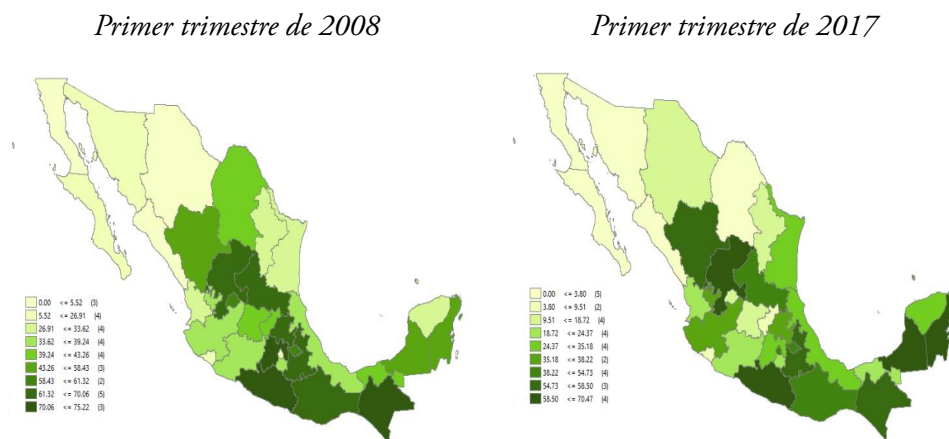 Primer trimestre de 2008
Primer trimestre de 2017
0.00 <= 5.52 (3)
5.52 <= 26.91 (4)
26.91 <= 33.62 (4)
33.62 <= 39.24 (4)
39.24 <= 43.26 (4)
43.26 <= 58.43 (3)
58.43 <= 61.32 (2)
61.32 <= 70.06 (5)
70.06 <= 75.22 (3)
0.00 <= 3.80 (5)
3.80 <= 9.51 (2)
9.51 <= 18.72 (4)
18.72 <= 24.37 (4)
24.37 <= 35.18 (4)
35.18 <= 38.22 (2)
38.22 <= 54.73 (4)
54.73 <= 58.50 (3)
58.50 <= 70.47 (4)